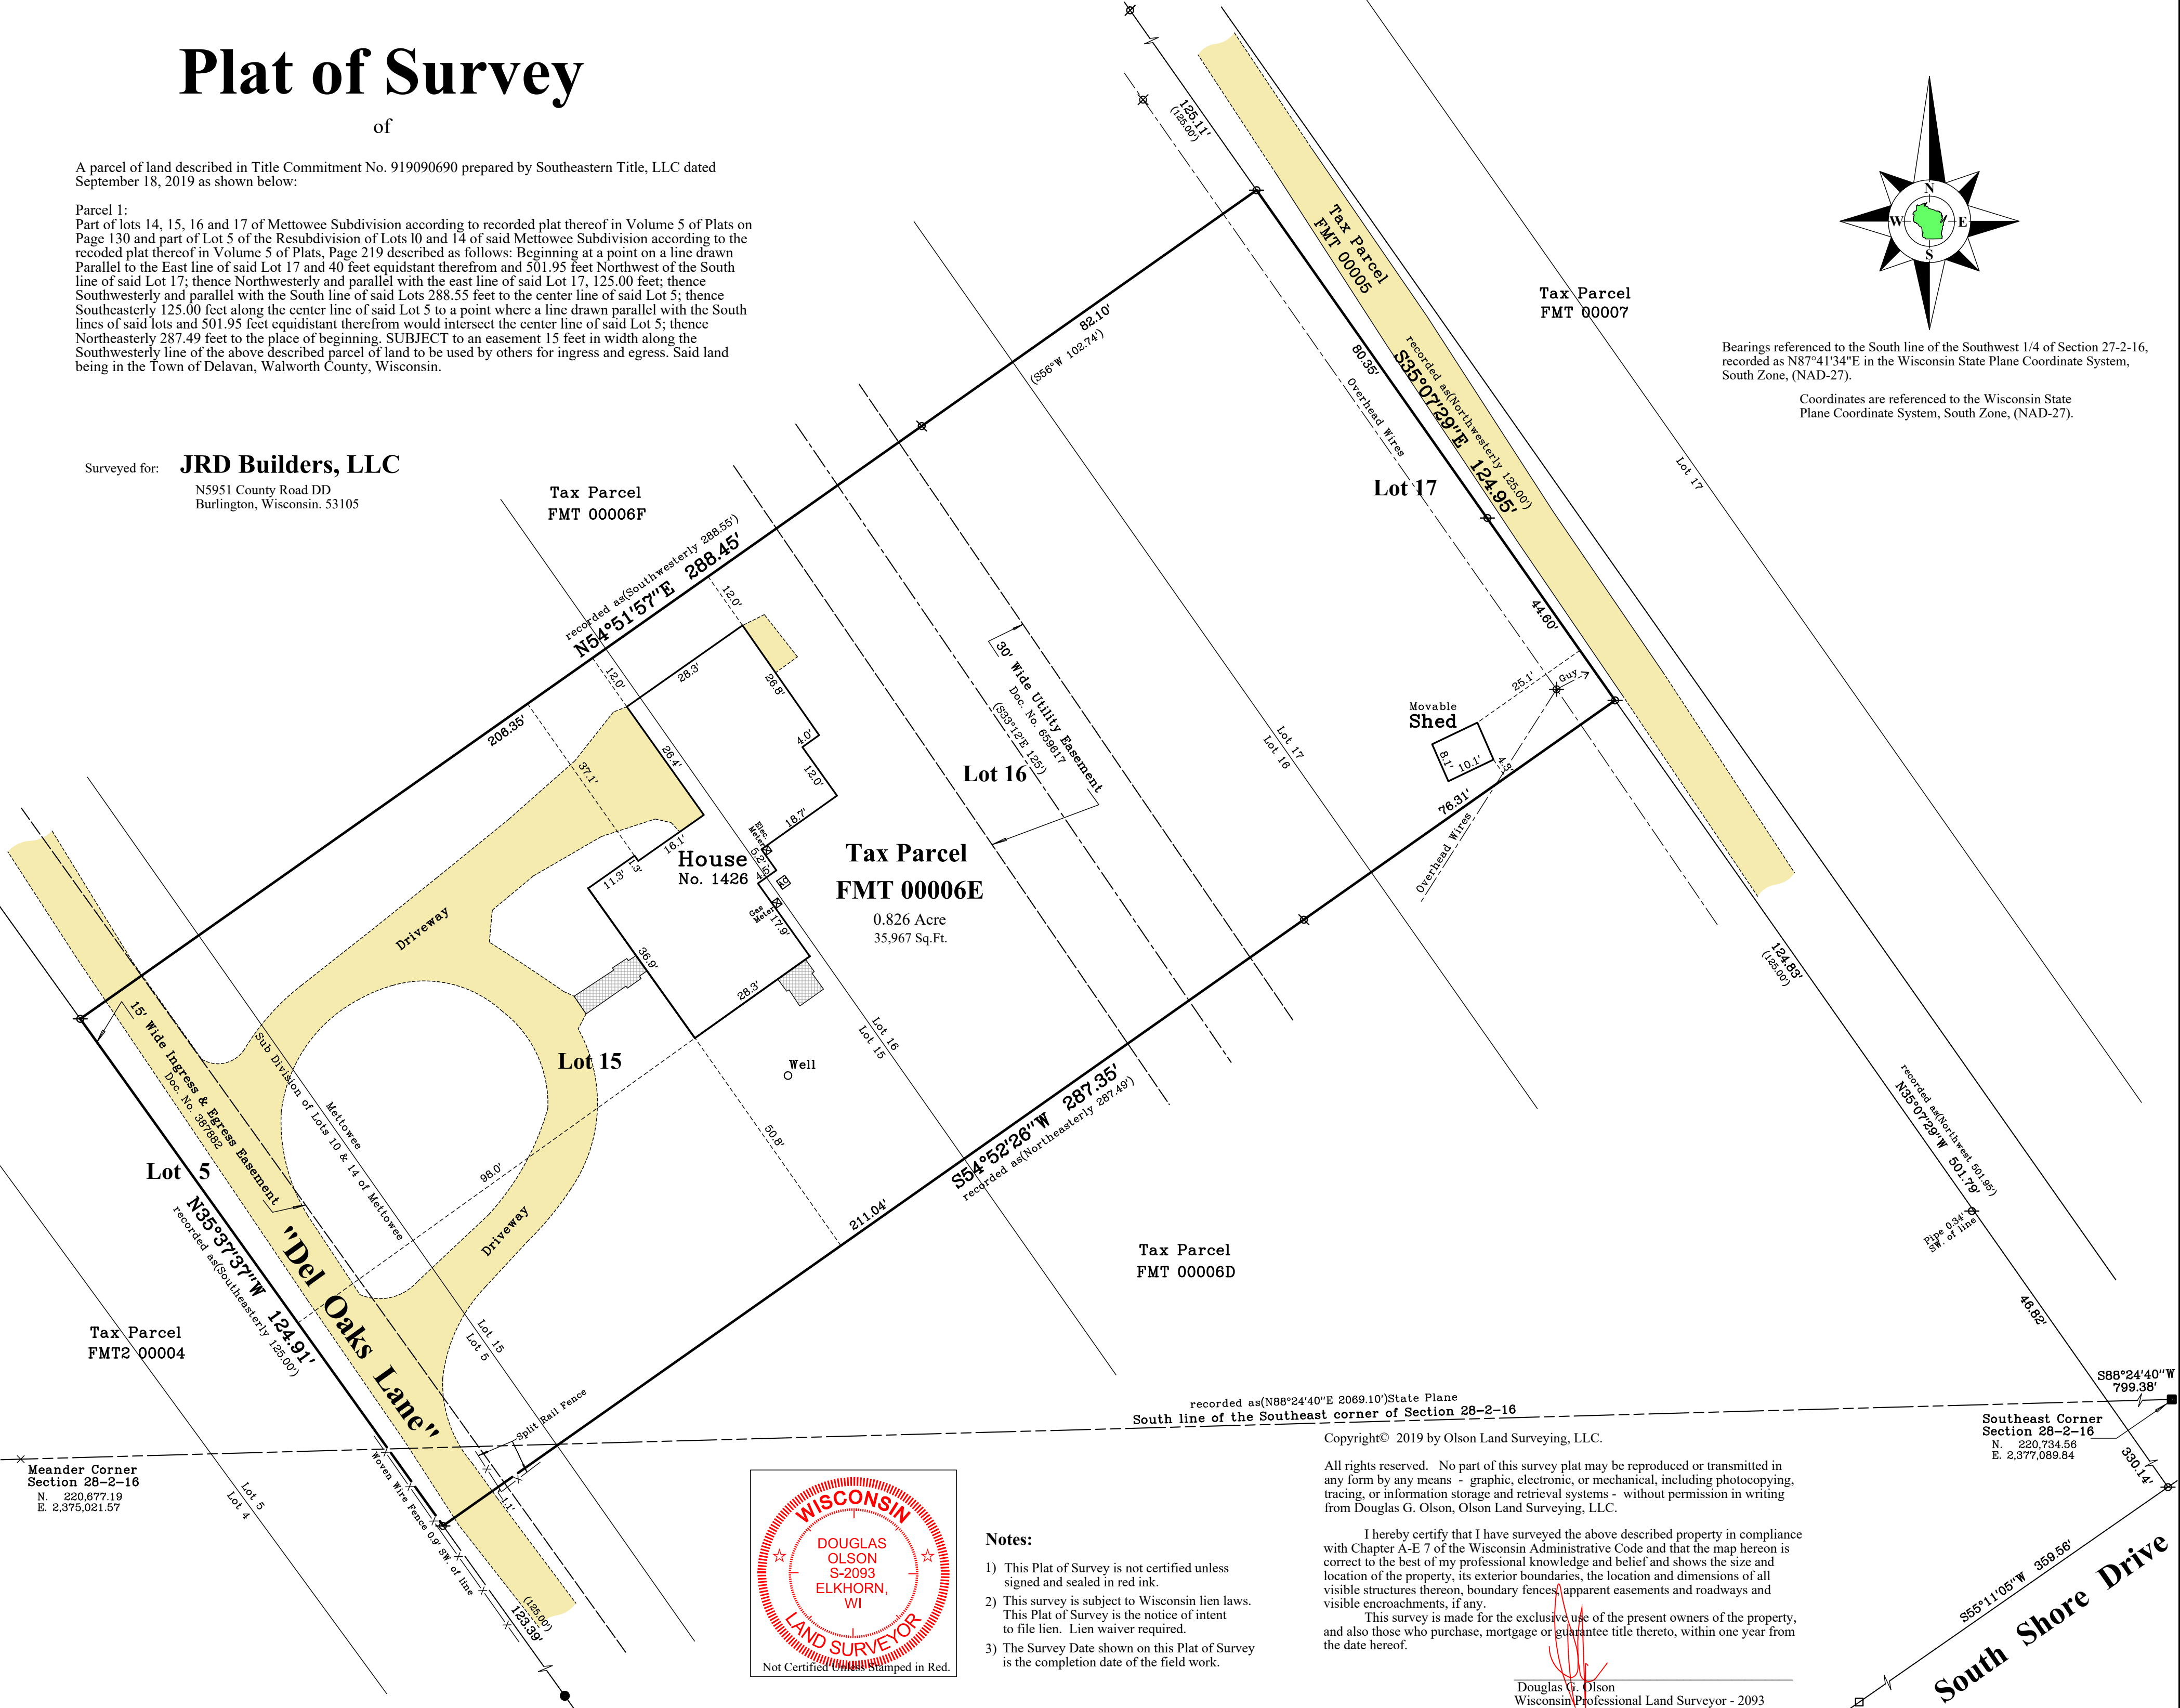 Plat of Survey
of
A parcel of land described in Title Commitment No. 919090690 prepared by Southeastern Title, LLC dated
September 18, 2019 as shown below:
Parcel 1:
Part of lots 14, 15, 16 and 17 of Mettowee Subdivision according to recorded plat thereof in Volume 5 of Plats on
Page 130 and part of Lot 5 of the Resubdivision of Lots l0 and 14 of said Mettowee Subdivision according to the
recoded plat thereof in Volume 5 of Plats, Page 219 described as follows: Beginning at a point on a line drawn
Parallel to the East line of said Lot 17 and 40 feet equidstant therefrom and 501.95 feet Northwest of the South
line of said Lot 17; thence Northwesterly and parallel with the east line of said Lot 17, 125.00 feet; thence
Southwesterly and parallel with the South line of said Lots 288.55 feet to the center line of said Lot 5; thence
Southeasterly 125.00 feet along the center line of said Lot 5 to a point where a line drawn parallel with the South
lines of said lots and 501.95 feet equidistant therefrom would intersect the center line of said Lot 5; thence
Northeasterly 287.49 feet to the place of beginning. SUBJECT to an easement 15 feet in width along the
Southwesterly line of the above described parcel of land to be used by others for ingress and egress. Said land
being in the Town of Delavan, Walworth County, Wisconsin.
Surveyed for: JRD Builders, LLC
N5951 County Road DD
Burlington, Wisconsin. 53105
N
W E
S
Bearings referenced to the South line of the Southwest 1/4 of Section 27-2-16,
recorded as N87°41'34"E in the Wisconsin State Plane Coordinate System,
South Zone, (NAD-27).
Coordinates are referenced to the Wisconsin State
Plane Coordinate System, South Zone, (NAD-27).
125.11'
(125.00')
Tax Parcel
FMT 00005
Tax Parcel
FMT 00007
82.10'
(S56°W 102.74')
80.35'
Overhead Wires
recorded as(Northwesterly 125.00')
S35°07'29"E 124.95'
Lot 17
Lot 17
44.60'
Tax Parcel
FMT 00006F
recorded as(Southwesterly 288.55')
N54°51'57"E 288.45'
206.35'
12.0'
12.0'
28.3'
26.8'
4.0'
12.0'
18.7'
26.4'
37.1'
16.1'
1.3'
11.3'
36.9'
28.3'
17.9'
5.2'
4.5'
Elec.
Meter
AC
Gas
Meter
House
No. 1426
30' Wide Utility Easement
Doc. No. 659617
(S33°12'E 125')
Lot 16
Tax Parcel
FMT 00006E
0.826 Acre
35,967 Sq.Ft.
Lot 17
Lot 16
Movable
Shed
8.1'
10.1'
4.8'
25.1'
Guy
76.31'
Overhead Wires
124.83'
(125.00')
Driveway
15' Wide Ingress & Egress Easement
Doc. No. 387882
Mettowee
Sub Division of Lots 10 & 14 of Mettowee
Lot 15
Lot 16
Lot 15
Well
50.8'
98.0'
Driveway
S54°52'26"W 287.35'
recorded as(Northeasterly 287.49')
211.04'
Lot 5
N35°37'37"W 124.91'
recorded as(Southeasterly 125.00')
"Del Oaks Lane"
Lot 15
Lot 5
Tax Parcel
FMT2 00004
Tax Parcel
FMT 00006D
recorded as(Northwest 501.95')
N35°07'29"W 501.79'
Pipe 0.34'
SW. of line
46.82'
S88°24'40"W
799.38'
recorded as(N88°24'40"E 2069.10')State Plane
South line of the Southeast corner of Section 28-2-16
Southeast Corner
Section 28-2-16
N. 220,734.56
E. 2,377,089.84
330.14'
S55°11'05"W 359.56'
South Shore Drive
Meander Corner
Section 28-2-16
N. 220,677.19
E. 2,375,021.57
Lot 5
Lot 4
Split Rail Fence
Woven Wire Fence 0.9' SW. of line
1.1'
(125.00')
123.39'
WISCONSIN
DOUGLAS
OLSON
S-2093
ELKHORN,
WI
LAND SURVEYOR
Not Certified Unless Stamped in Red.
Notes:
1) This Plat of Survey is not certified unless
signed and sealed in red ink.
2) This survey is subject to Wisconsin lien laws.
This Plat of Survey is the notice of intent
to file lien. Lien waiver required.
3) The Survey Date shown on this Plat of Survey
is the completion date of the field work.
Copyright© 2019 by Olson Land Surveying, LLC.
All rights reserved. No part of this survey plat may be reproduced or transmitted in
any form by any means - graphic, electronic, or mechanical, including photocopying,
tracing, or information storage and retrieval systems - without permission in writing
from Douglas G. Olson, Olson Land Surveying, LLC.
I hereby certify that I have surveyed the above described property in compliance
with Chapter A-E 7 of the Wisconsin Administrative Code and that the map hereon is
correct to the best of my professional knowledge and belief and shows the size and
location of the property, its exterior boundaries, the location and dimensions of all
visible structures thereon, boundary fences, apparent easements and roadways and
visible encroachments, if any.
This survey is made for the exclusive use of the present owners of the property,
and also those who purchase, mortgage or guarantee title thereto, within one year from
the date hereof.
Douglas G. Olson
Wisconsin Professional Land Surveyor - 2093